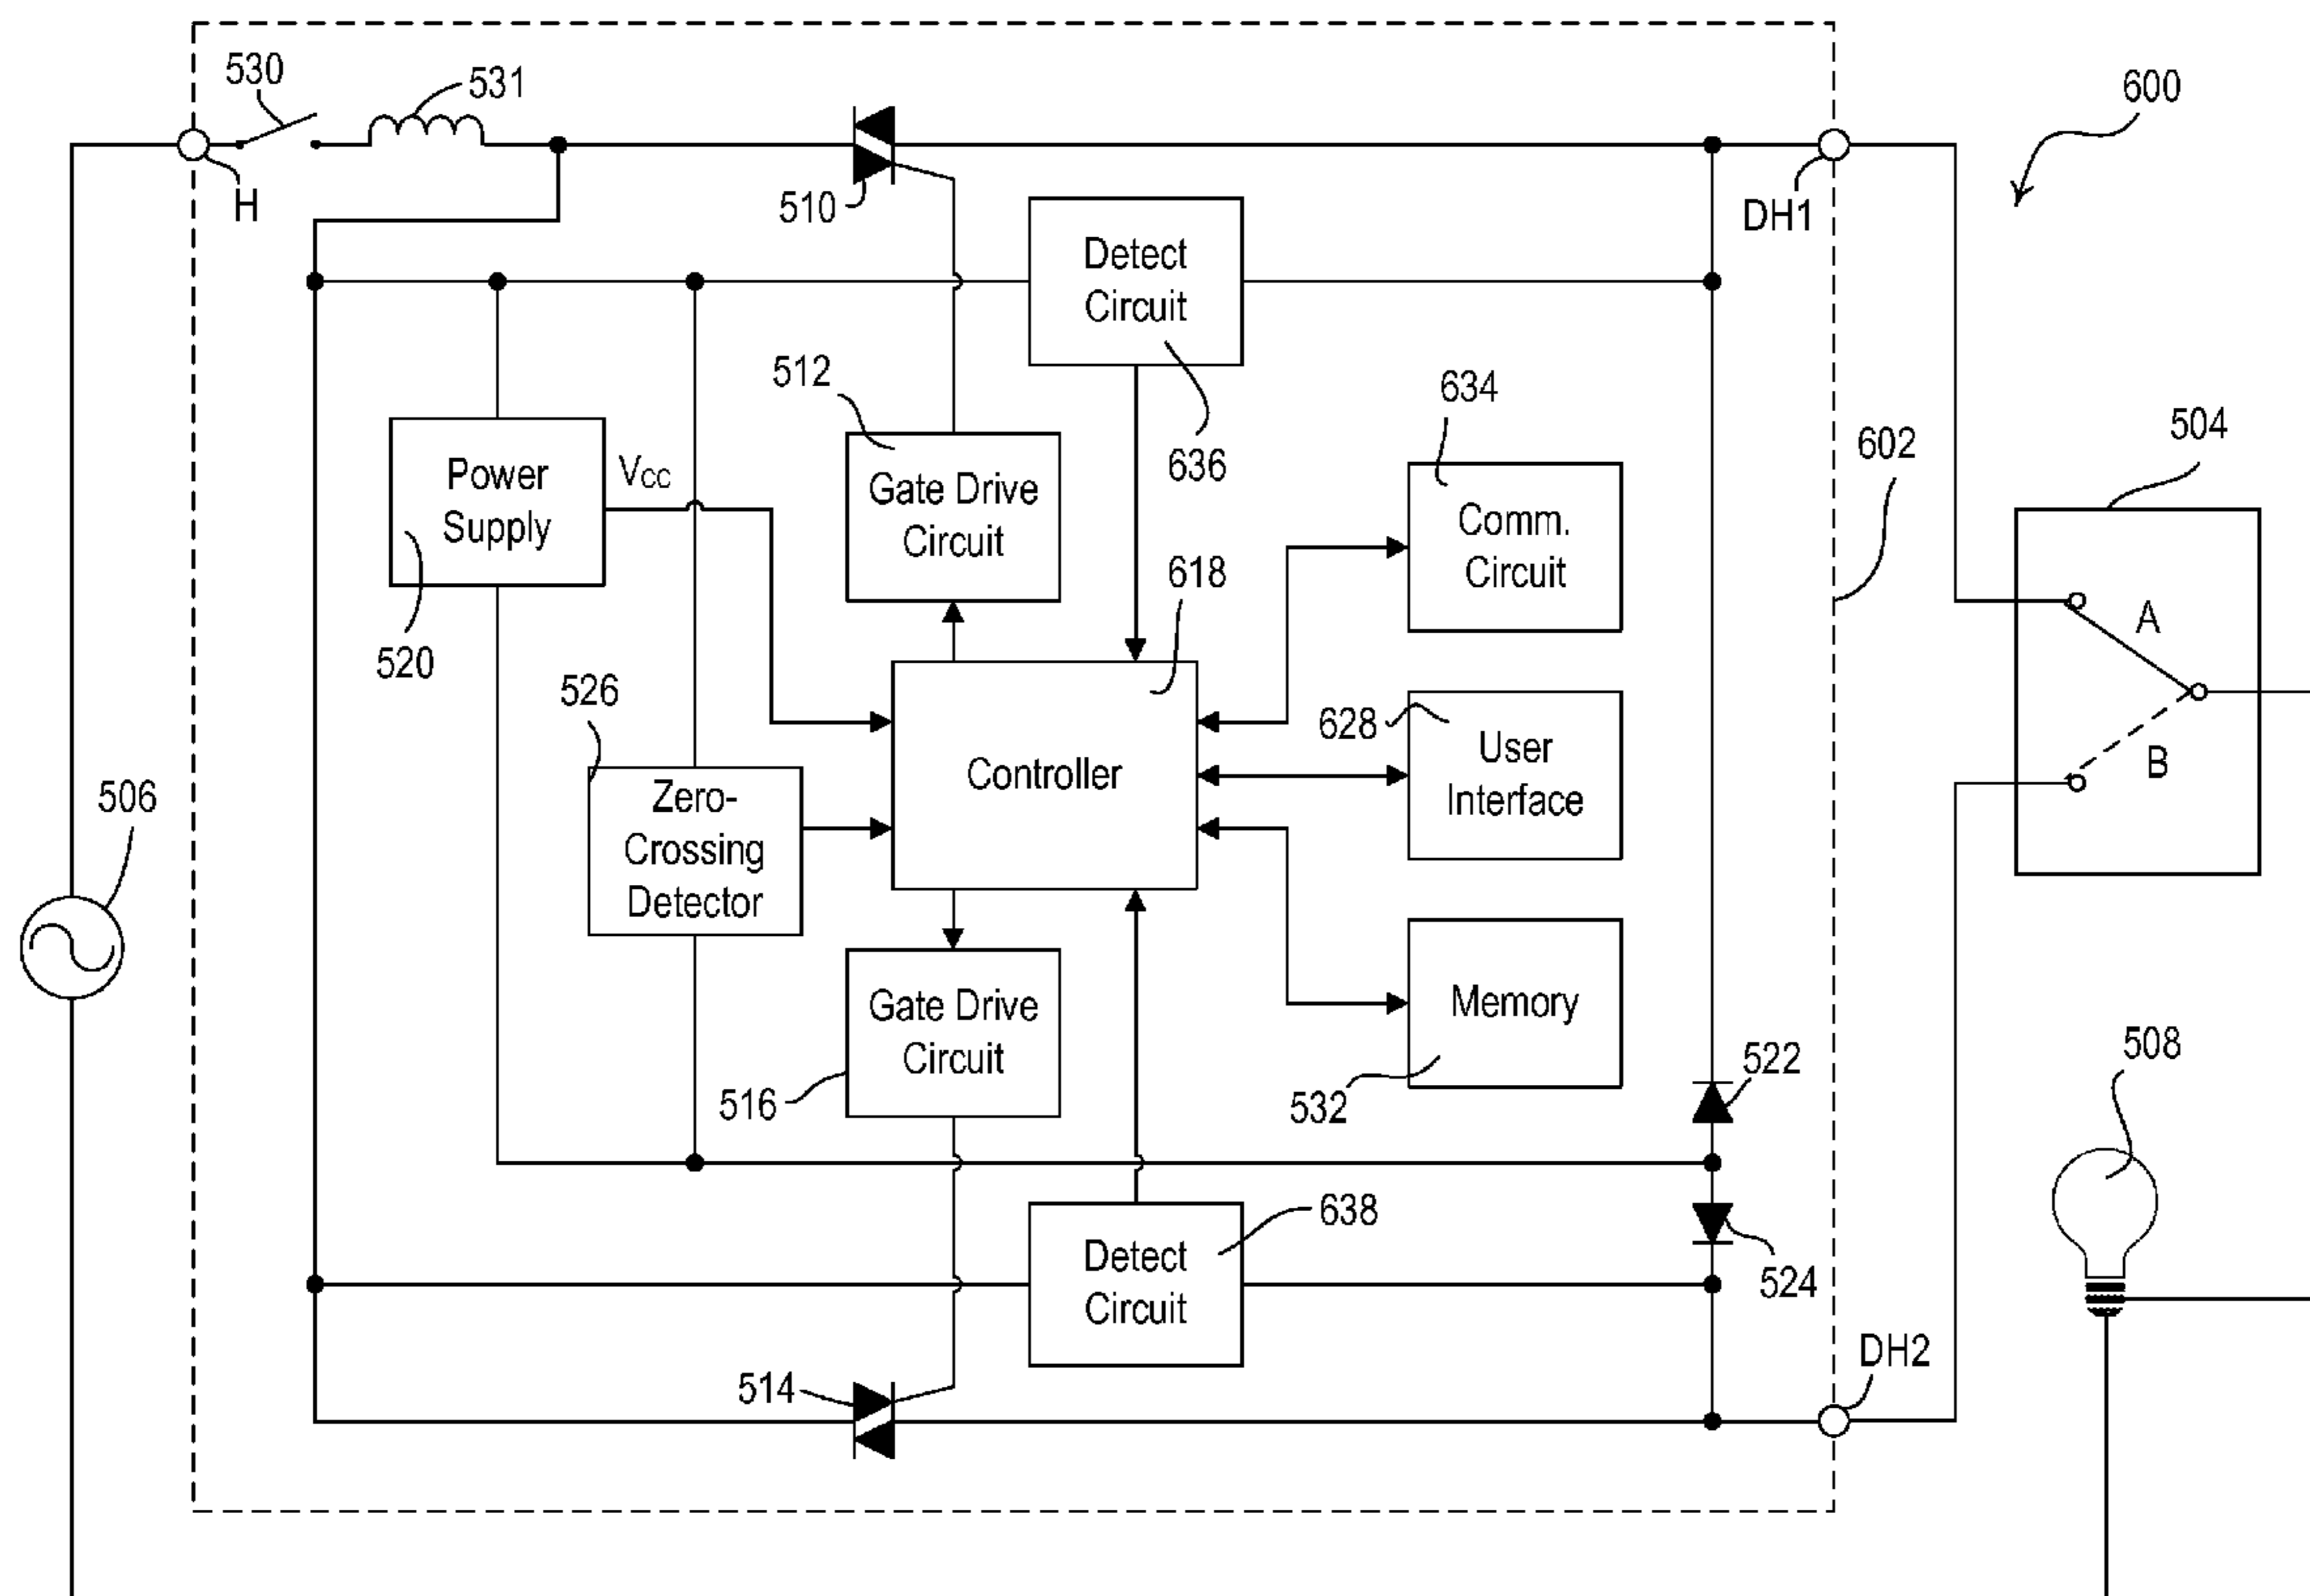 530
531
600
H
510
DH1
Detect
Circuit
512
634
636
504
602
Power
Supply
VCC
Gate Drive
Circuit
Comm.
Circuit
618
A
520
526
628
User
Interface
Controller
B
506
Zero-
Crossing
Detector
Gate Drive
Circuit
Memory
516
532
522
508
638
Detect
Circuit
524
514
DH2